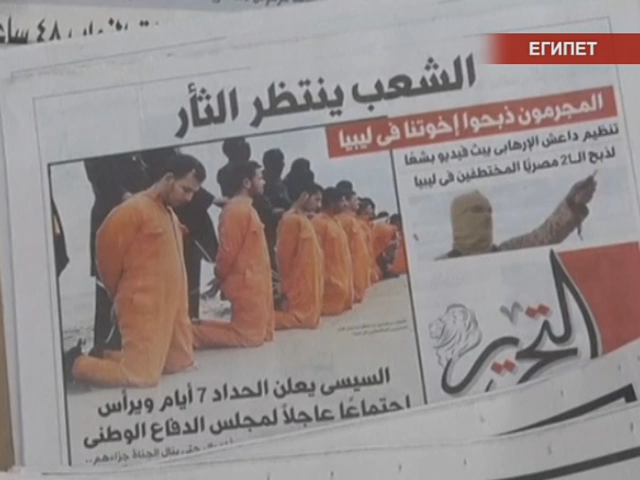 ЕГИПЕТ
الشعب ينتظر الثأر
المجرمون ذبحوا إخوتنا فى ليبيا
تنظيم داعش الإرهابى يبث فيديو بشعًا
لذبح الـ21 مصريًا المختطفين فى ليبيا
التحرير
السيسى يعلن الحداد 7 أيام ويرأس
اجتماعًا عاجلاً لمجلس الدفاع الوطنى